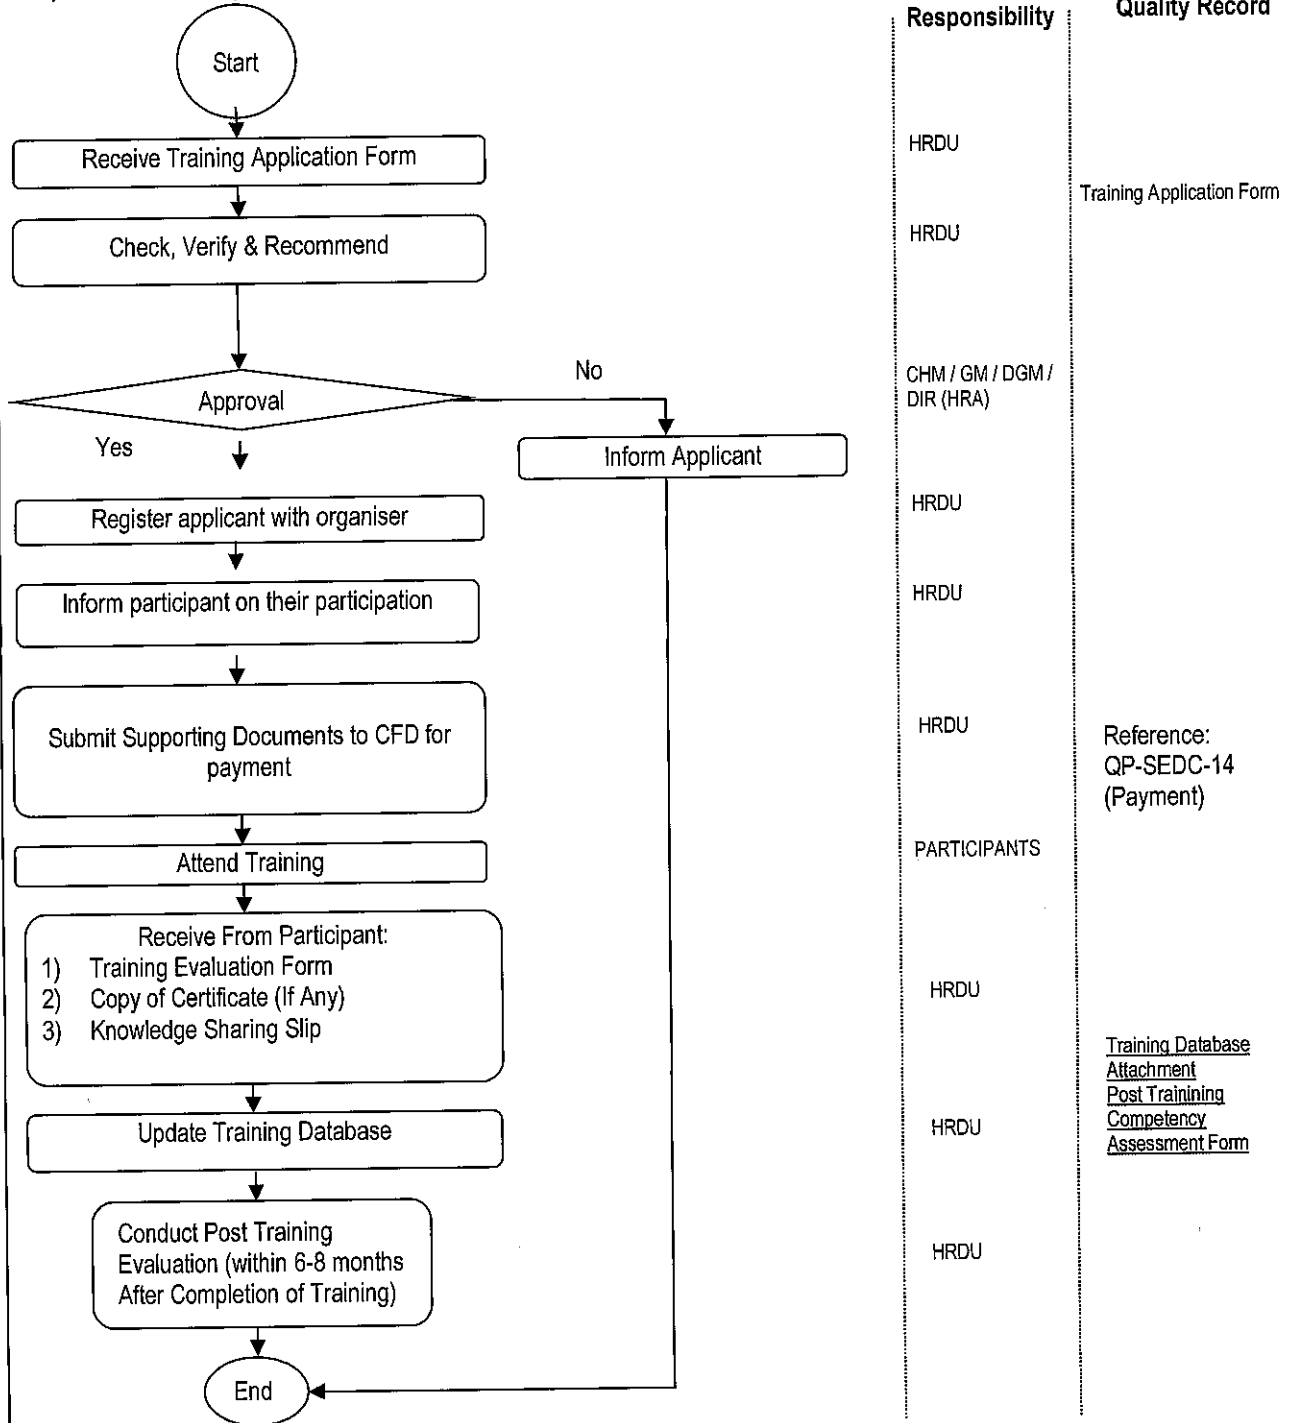 Responsibility
Quality Record
Start
Receive Training Application Form
HRDU
Training Application Form
Check, Verify & Recommend
HRDU
No
Approval
CHM / GM / DGM /
DIR (HRA)
Yes
Inform Applicant
Register applicant with organiser
HRDU
Inform participant on their participation
HRDU
Submit Supporting Documents to CFD for
payment
HRDU
Reference:
QP-SEDC-14
(Payment)
Attend Training
PARTICIPANTS
Receive From Participant:
1) Training Evaluation Form
2) Copy of Certificate (If Any)
3) Knowledge Sharing Slip
HRDU
Training Database
Attachment
Post Trainining
Competency
Assessment Form
Update Training Database
HRDU
Conduct Post Training
Evaluation (within 6-8 months
After Completion of Training)
HRDU
End